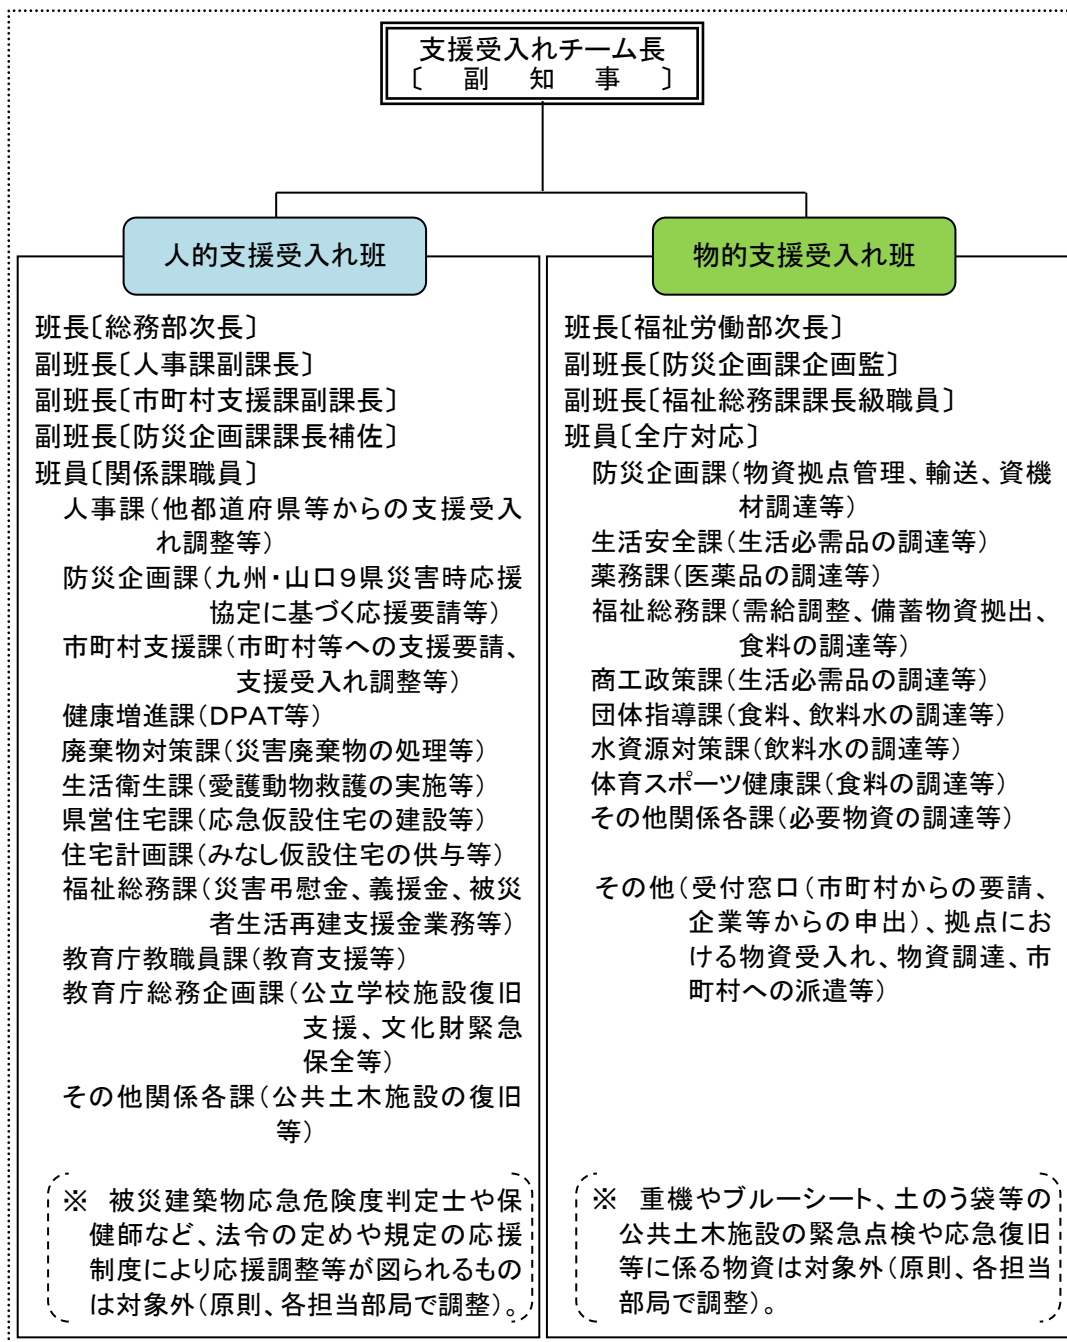 支援受入れチーム長
〔 副 知 事 〕
人的支援受入れ班
班長〔総務部次長〕
副班長〔人事課副課長〕
副班長〔市町村支援課副課長〕
副班長〔防災企画課課長補佐〕
班員〔関係課職員〕
人事課（他都道府県等からの支援受入
れ調整等）
防災企画課（九州・山口９県災害時応援
協定に基づく応援要請等）
市町村支援課（市町村等への支援要請、
支援受入れ調整等）
健康増進課（DPAT等）
廃棄物対策課（災害廃棄物の処理等）
生活衛生課（愛護動物救護の実施等）
県営住宅課（応急仮設住宅の建設等）
住宅計画課（みなし仮設住宅の供与等）
福祉総務課（災害弔慰金、義援金、被災
者生活再建支援金業務等）
教育庁教職員課（教育支援等）
教育庁総務企画課（公立学校施設復旧
支援、文化財緊急
保全等）
その他関係各課（公共土木施設の復旧
等）
※ 被災建築物応急危険度判定士や保
健師など、法令の定めや規定の応援
制度により応援調整等が図られるもの
は対象外（原則、各担当部局で調整）。
物的支援受入れ班
班長〔福祉労働部次長〕
副班長〔防災企画課企画監〕
副班長〔福祉総務課課長級職員〕
班員〔全庁対応〕
防災企画課（物資拠点管理、輸送、資機
材調達等）
生活安全課（生活必需品の調達等）
薬務課（医薬品の調達等）
福祉総務課（需給調整、備蓄物資拠出、
食料の調達等）
商工政策課（生活必需品の調達等）
団体指導課（食料、飲料水の調達等）
水資源対策課（飲料水の調達等）
体育スポーツ健康課（食料の調達等）
その他関係各課（必要物資の調達等）
その他（受付窓口（市町村からの要請、
企業等からの申出）、拠点にお
ける物資受入れ、物資調達、市
町村への派遣等）
※ 重機やブルーシート、土のう袋等の
公共土木施設の緊急点検や応急復旧
等に係る物資は対象外（原則、各担当
部局で調整）。